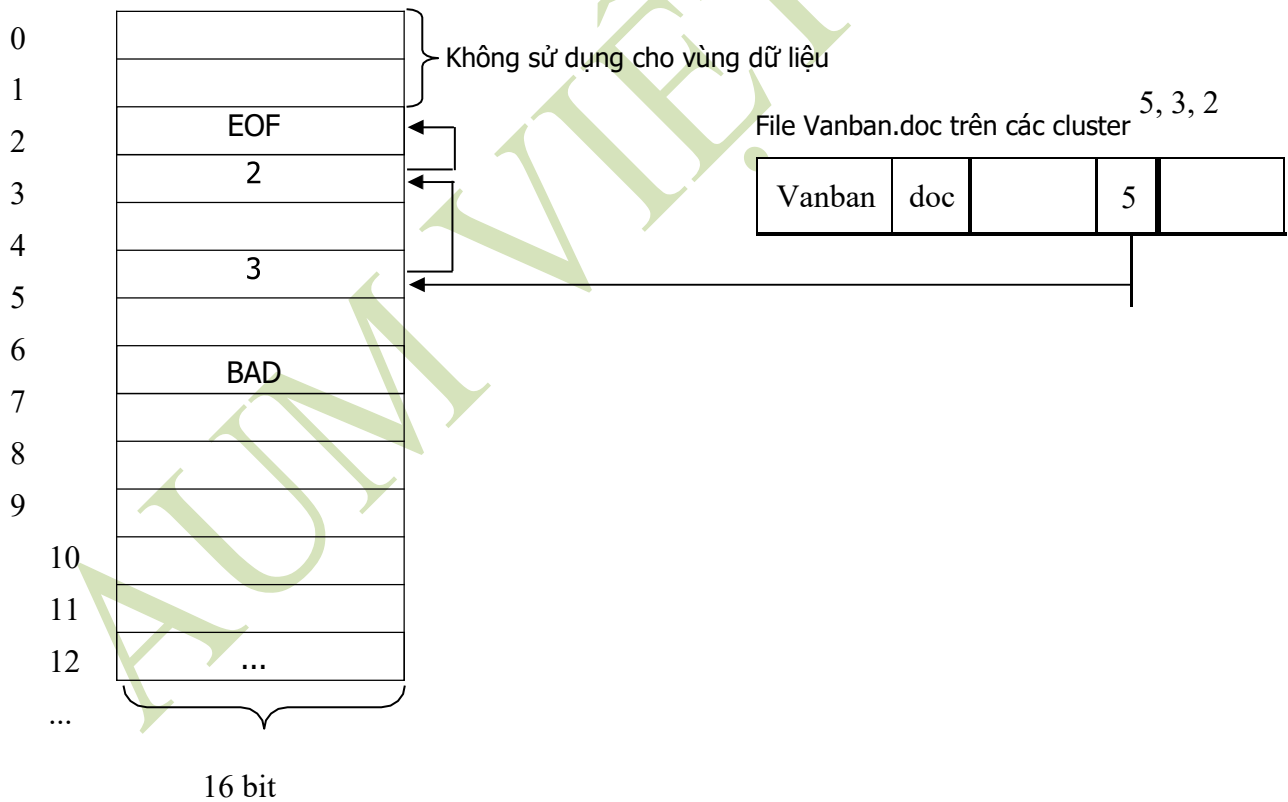 0
Không sử dụng cho vùng dữ liệu
1
5, 3, 2
File Vanban.doc trên các cluster
EOF
2
2
3
Vanban doc 5
4
3
5
6
BAD
7
8
9
10
11
12
...
...
16 bit
AUM VIỆT